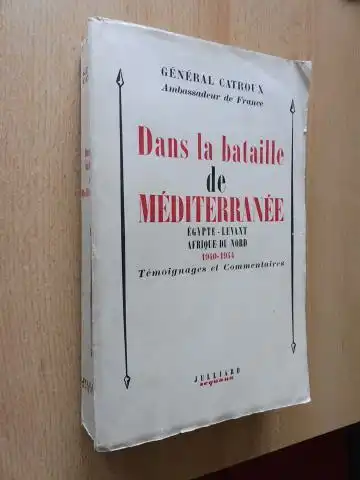 GÉNÉRAL CATROUX
Ambassadeur de France
Dans la bataille
de
MÉDITERRANÉE
ÉGYPTE - LEVANT
AFRIQUE DU NORD
1940-1944
Témoignages et Commentaires
JULLIARD
sequana